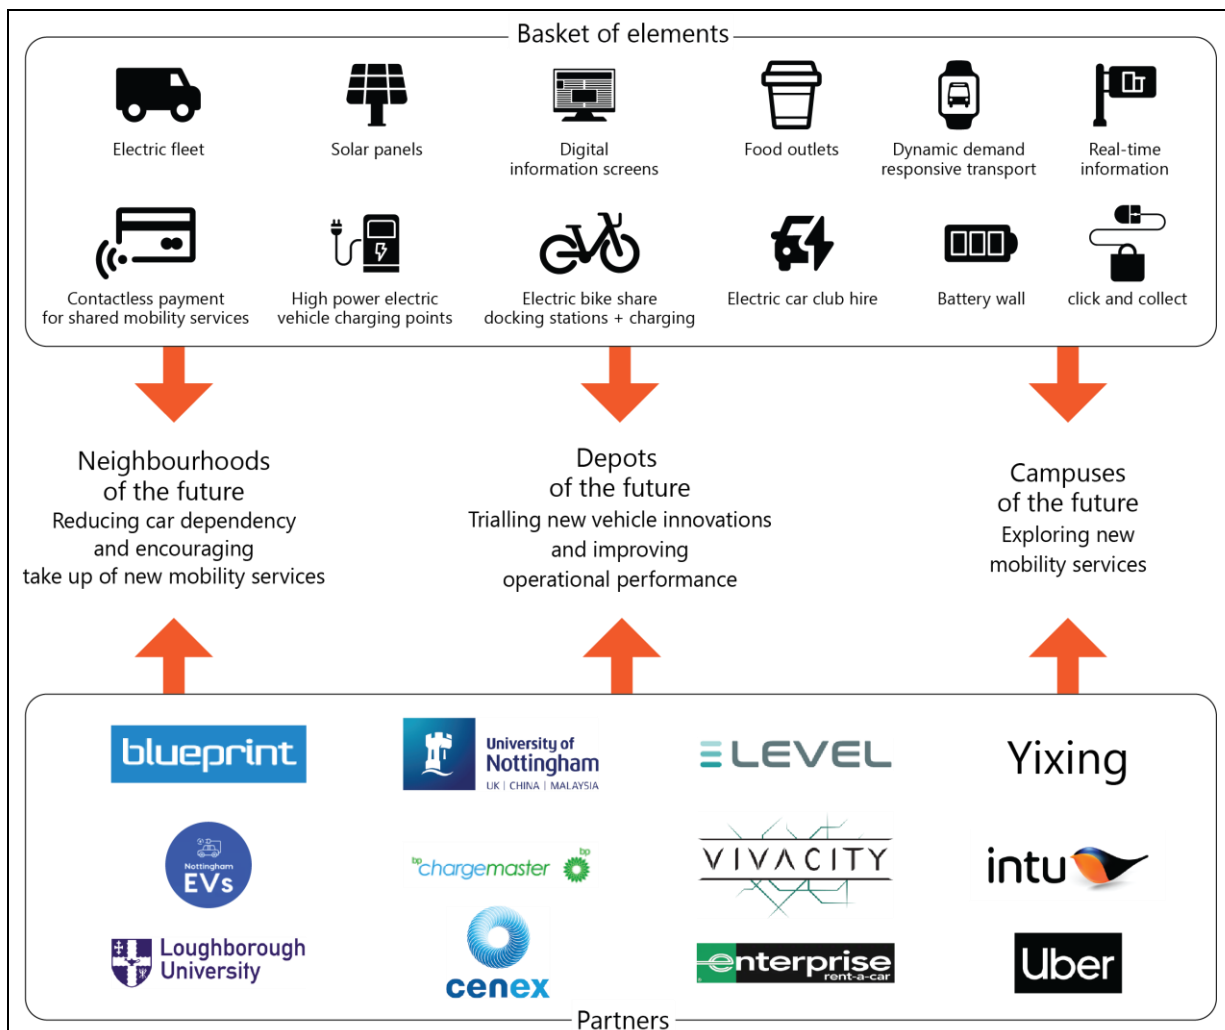 Basket of elements
Electric fleet
Solar panels
Digital
information screens
Food outlets
Dynamic demand
responsive transport
Real-time
information
Contactless payment
for shared mobility services
High power electric
vehicle charging points
Electric bike share
docking stations + charging
Electric car club hire
Battery wall
click and collect
Neighbourhoods
of the future
Reducing car dependency
and encouraging
take up of new mobility services
Depots
of the future
Trialling new vehicle innovations
and improving
operational performance
Campuses
of the future
Exploring new
mobility services
blueprint
University of
Nottingham
UK | CHINA | MALAYSIA
LEVEL
Yixing
Nottingham
EVs
bp chargemaster
bp
VIVACITY
intu
Loughborough
University
cenex
enterprise
rent-a-car
Uber
Partners